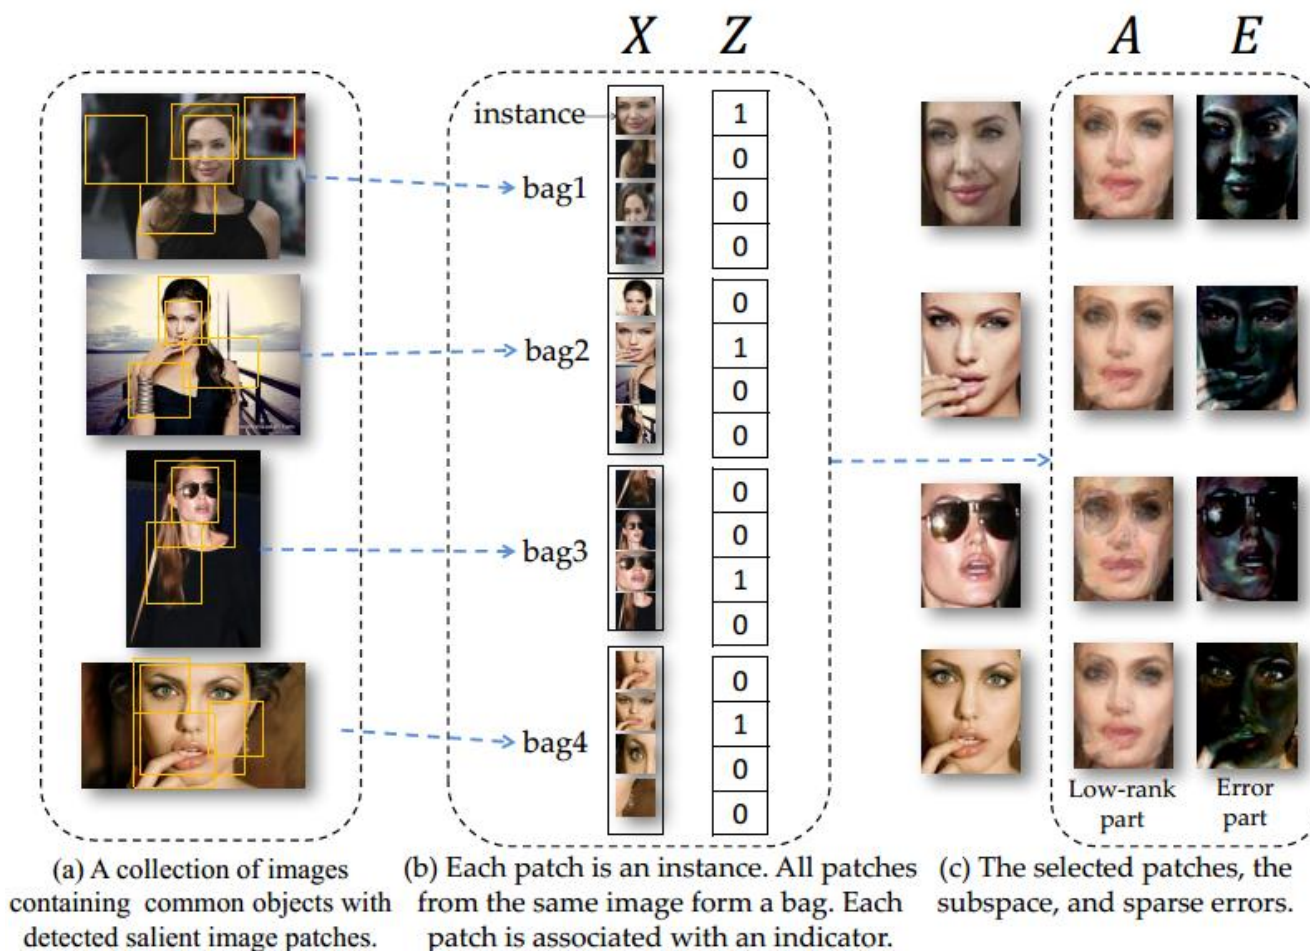 X Z A E
instance
bag1
bag2
bag3
bag4
1
0
0
0
0
1
0
0
0
0
1
0
0
1
0
0
Low-rank
part
Error
part
(a) A collection of images
containing common objects with
detected salient image patches.
(b) Each patch is an instance. All patches
from the same image form a bag. Each
patch is associated with an indicator.
(c) The selected patches, the
subspace, and sparse errors.